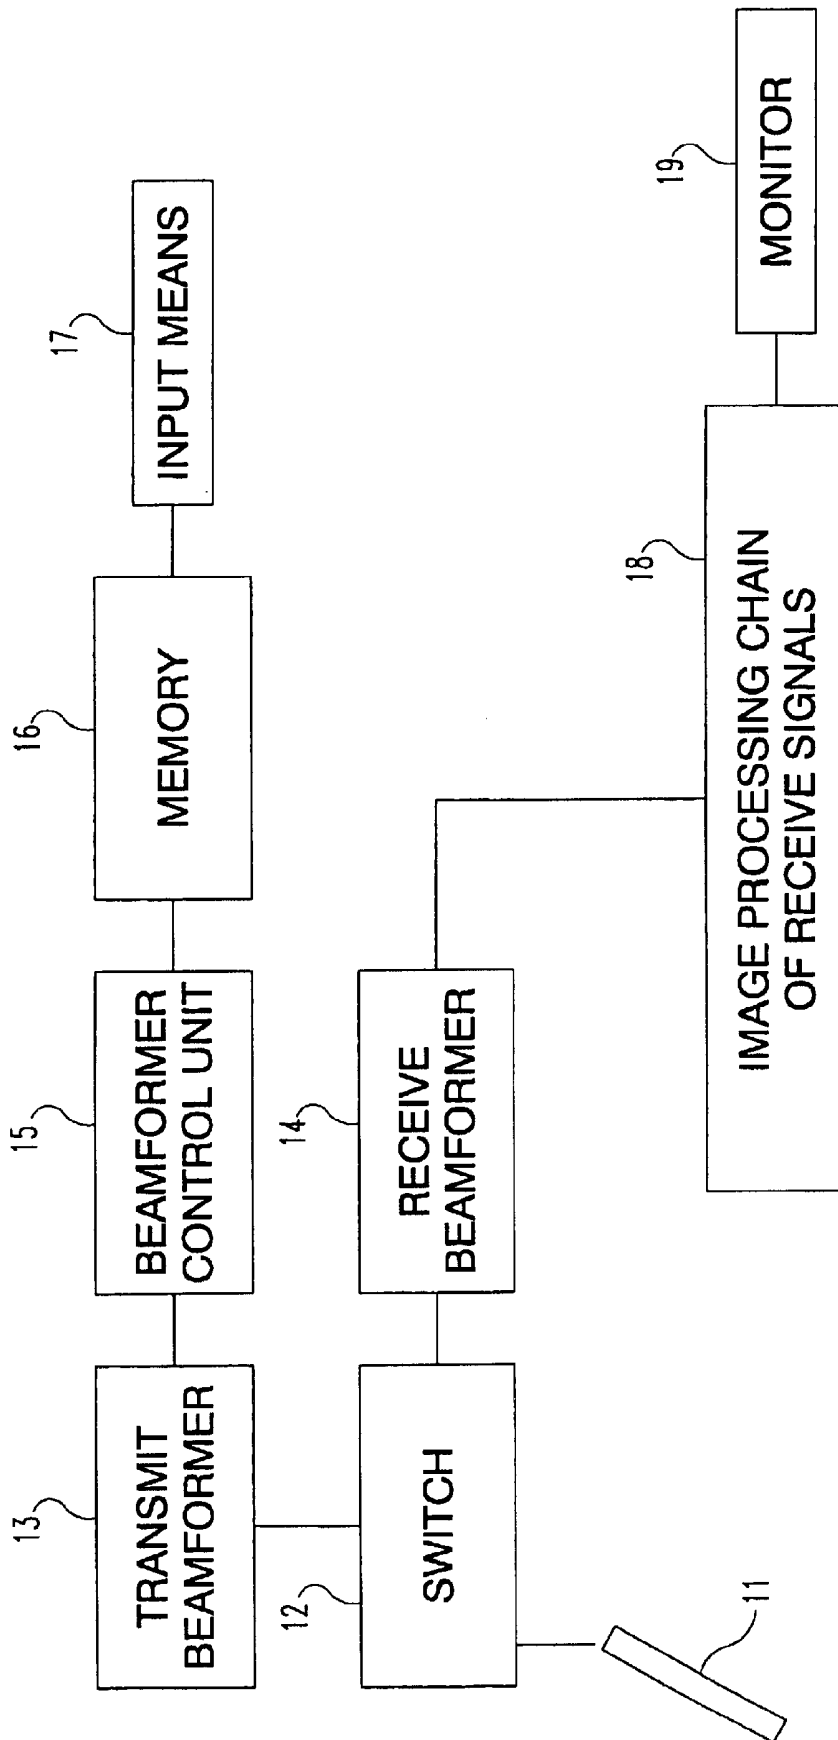 13
TRANSMIT
BEAMFORMER
15
BEAMFORMER
CONTROL UNIT
16
MEMORY
17
INPUT MEANS
12
SWITCH
14
RECEIVE
BEAMFORMER
11
18
IMAGE PROCESSING CHAIN
OF RECEIVE SIGNALS
19
MONITOR